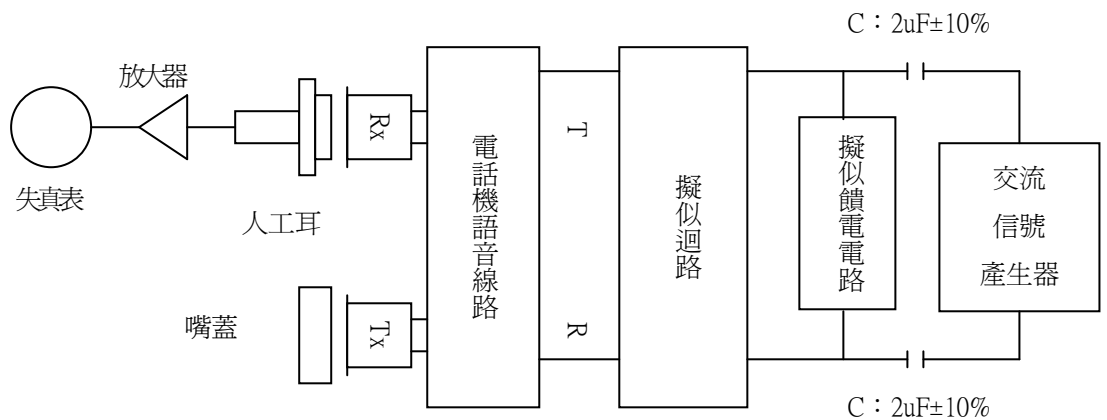 C：2uF±10%
放大器
Rx
失真表
人工耳
電話機語音線路
T
擬似迴路
擬似饋電電路
交流
信號
產生器
嘴蓋
Tx
R
C：2uF±10%